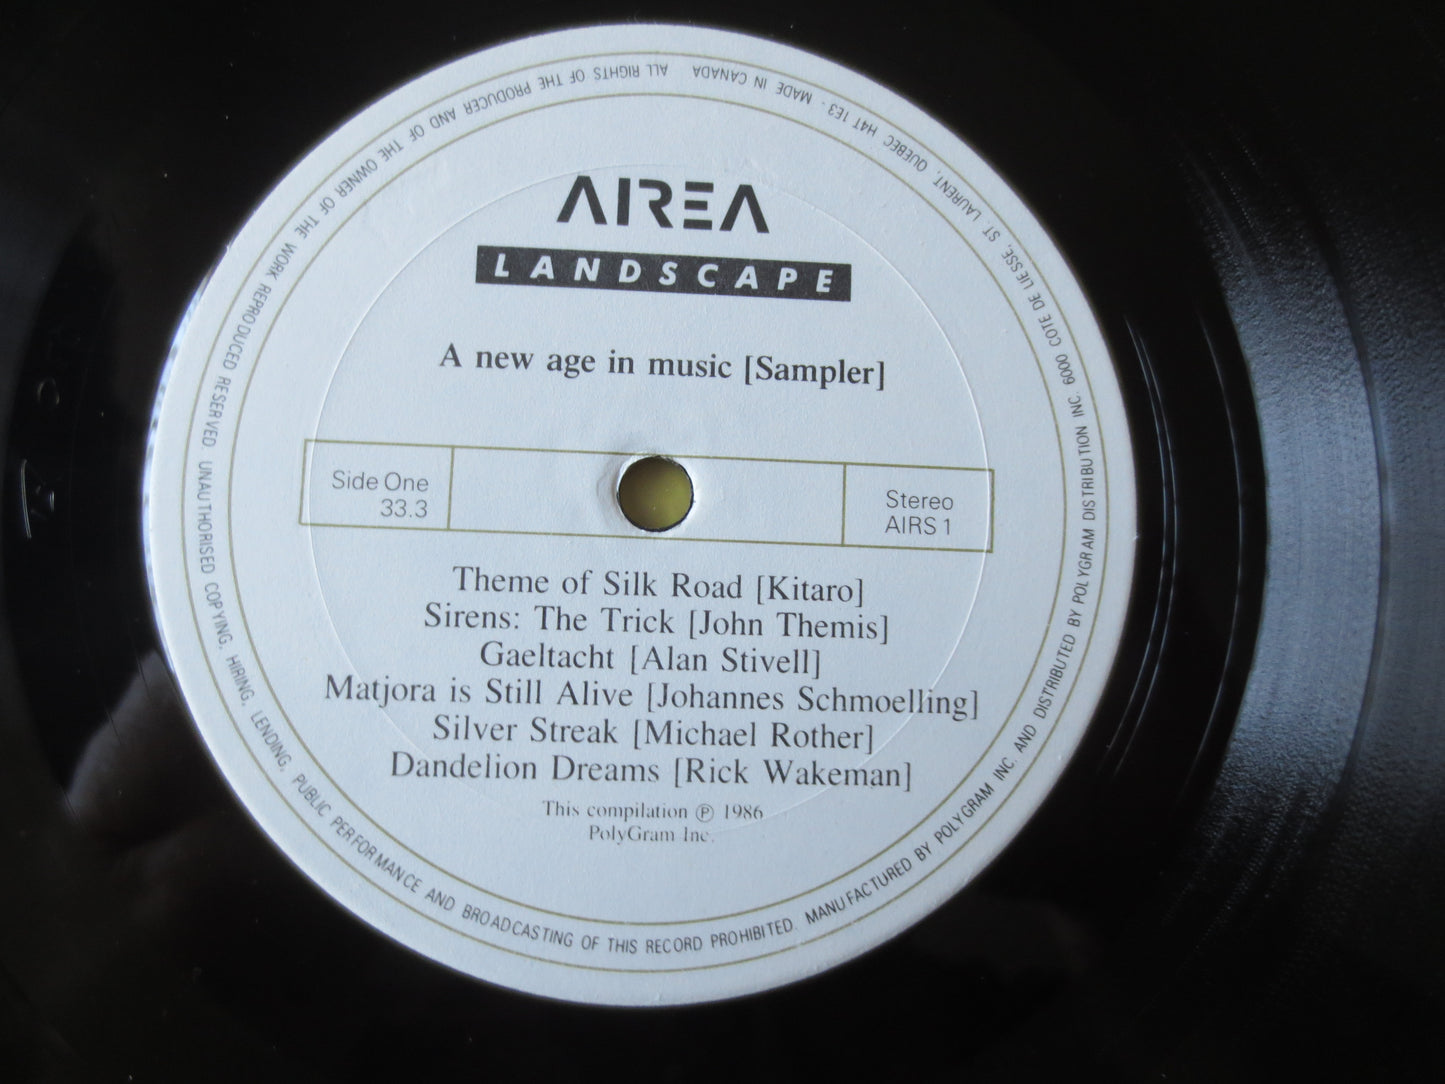 AIREA
LANDSCAPE
A new age in music [Sampler]
Side One
33.3
Stereo
AIRS 1
Theme of Silk Road [Kitaro]
Sirens: The Trick [John Themis]
Gaeltacht [Alan Stivell]
Matjora is Still Alive [Johannes Schmoelling]
Silver Streak [Michael Rother]
Dandelion Dreams [Rick Wakeman]
This compilation ℗ 1986
PolyGram Inc.
ALL RIGHTS OF THE PRODUCER AND OF THE OWNER OF THE WORK REPRODUCED RESERVED. UNAUTHORISED COPYING, HIRING, LENDING, PUBLIC PERFORMANCE AND BROADCASTING OF THIS RECORD PROHIBITED. MANUFACTURED BY POLYGRAM INC. AND DISTRIBUTED BY POLYGRAM DISTRIBUTION INC. 6000 COTE DE LIESSE, ST. LAURENT, QUEBEC H4T 1E3 · MADE IN CANADA